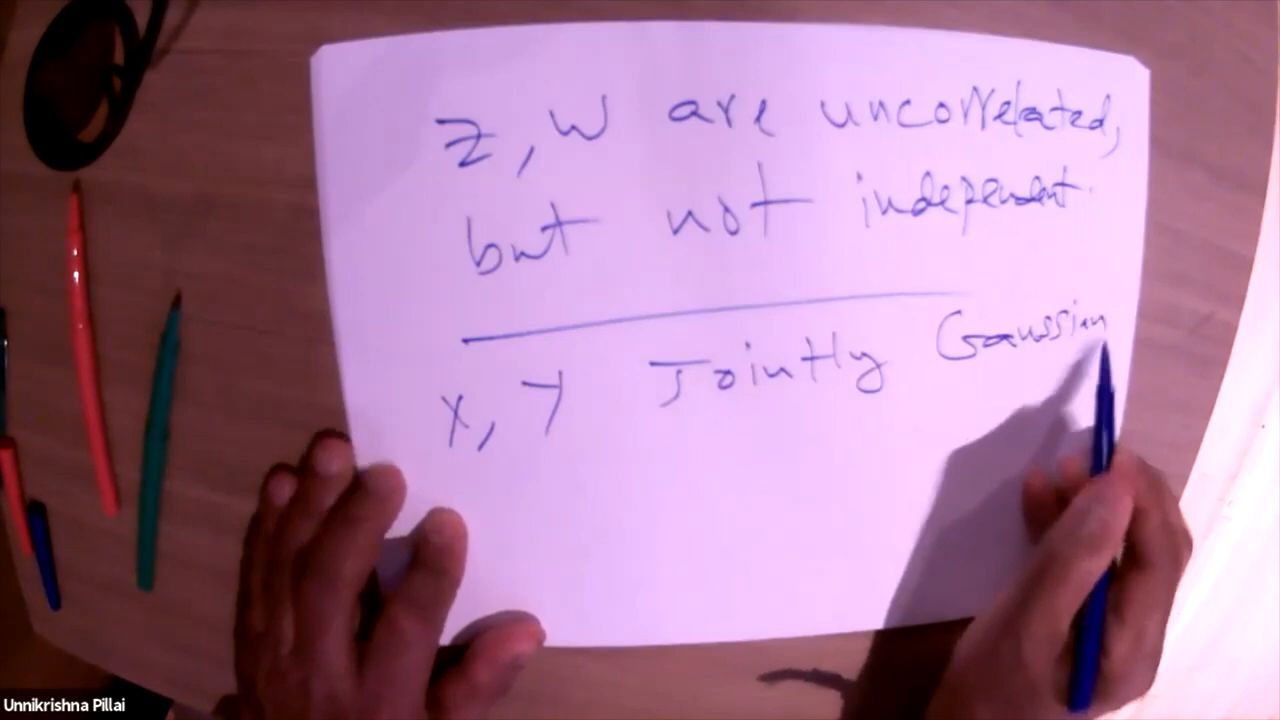 Z, W are uncorrelated,
but not independent.
X, Y Jointly Gaussian
Unnikrishna Pillai